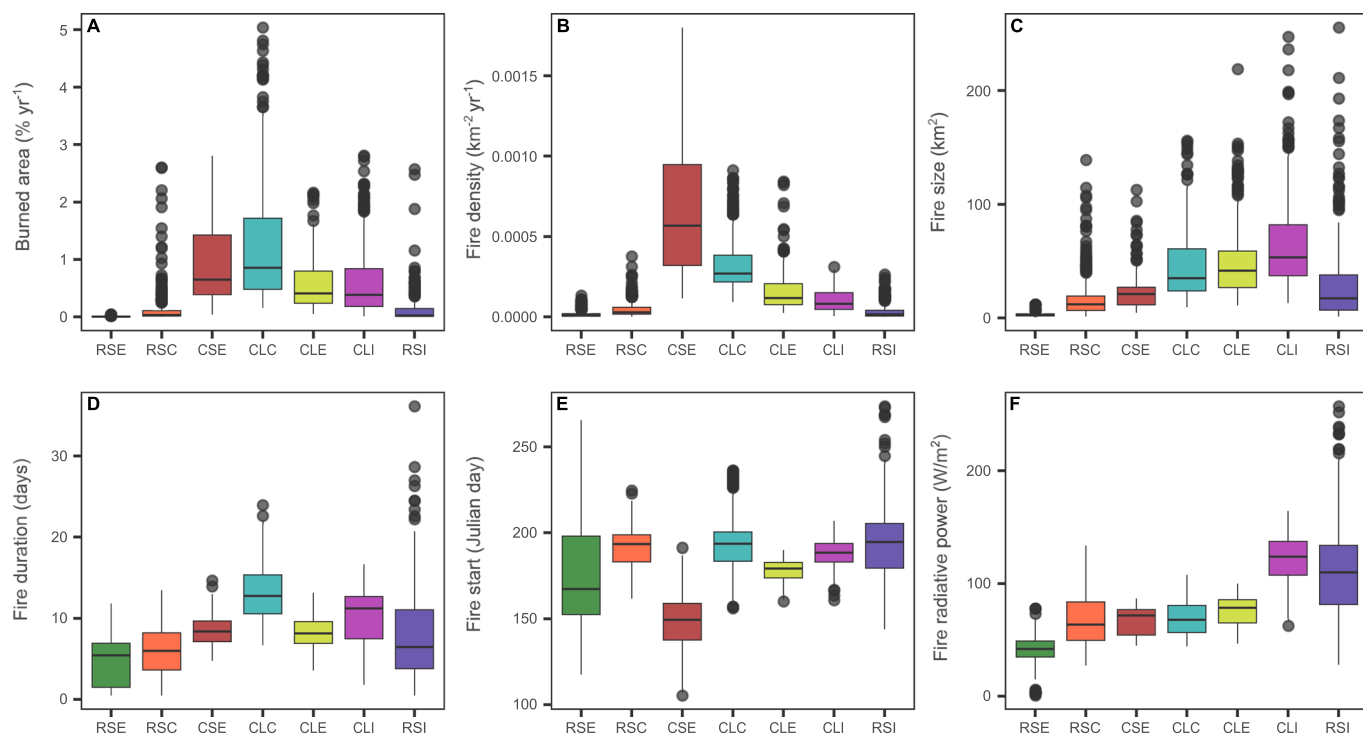 A
B
C
5
4
3
2
1
0
Burned area (% yr-1)
RSE RSC CSE CLC CLE CLI RSI
0.0015
0.0010
0.0005
0.0000
Fire density (km-2 yr-1)
RSE RSC CSE CLC CLE CLI RSI
200
100
0
Fire size (km2)
RSE RSC CSE CLC CLE CLI RSI
D
E
F
30
20
10
0
Fire duration (days)
RSE RSC CSE CLC CLE CLI RSI
250
200
150
100
Fire start (Julian day)
RSE RSC CSE CLC CLE CLI RSI
200
100
0
Fire radiative power (W/m²)
RSE RSC CSE CLC CLE CLI RSI